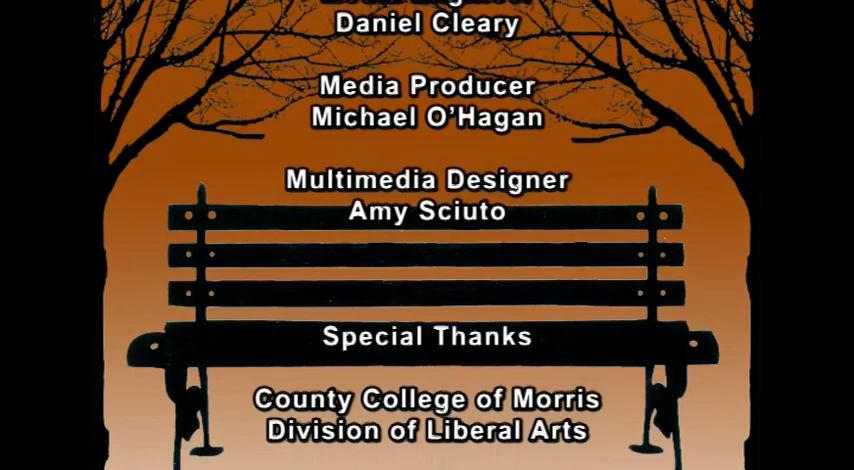 Daniel Cleary
Media Producer
Michael O'Hagan
Multimedia Designer
Amy Sciuto
Special Thanks
County College of Morris
Division of Liberal Arts